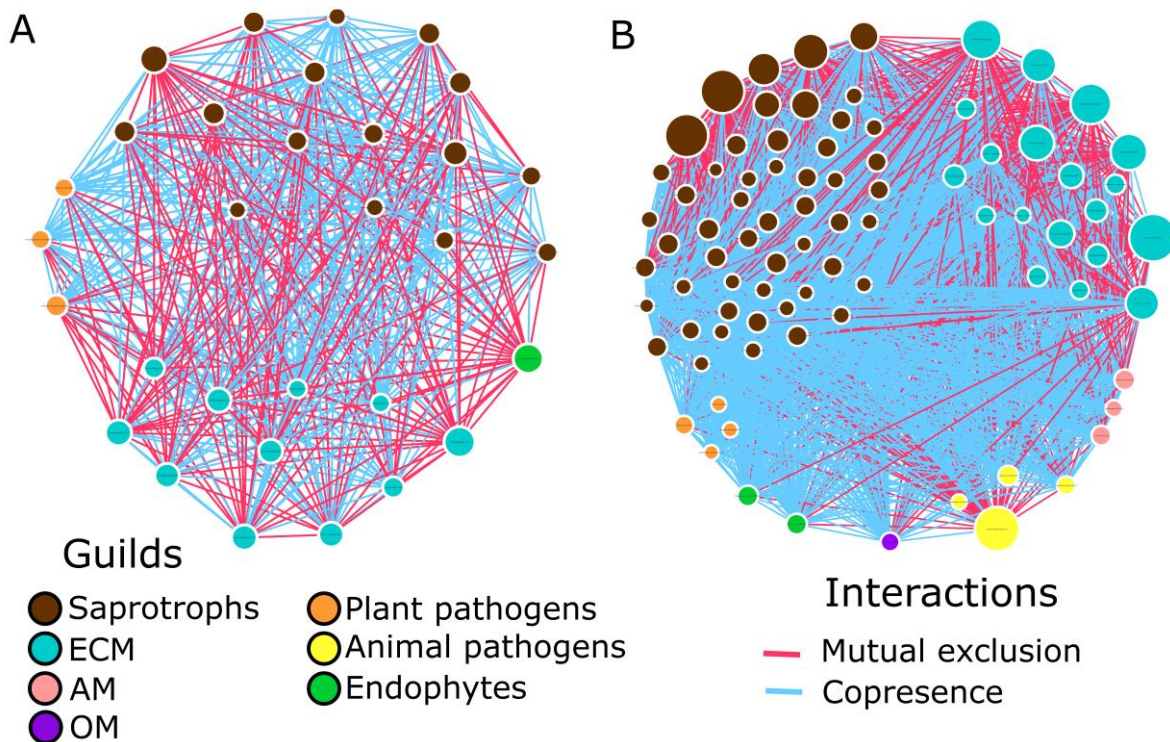 A
B
Guilds
Saprotrophs
ECM
AM
OM
Plant pathogens
Animal pathogens
Endophytes
Interactions
Mutual exclusion
Copresence